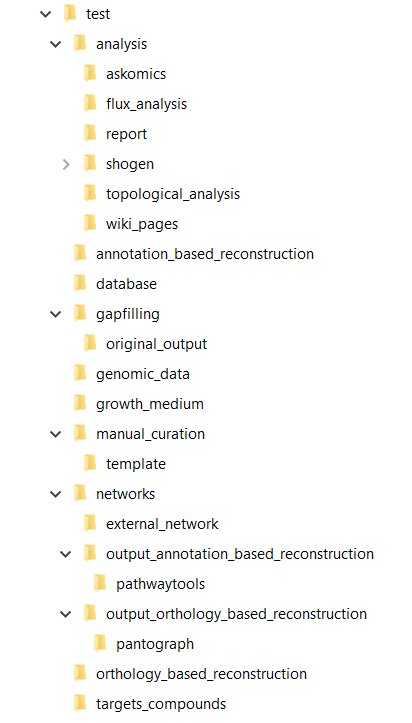 test
analysis
askomics
flux_analysis
report
shogen
topological_analysis
wiki_pages
annotation_based_reconstruction
database
gapfilling
original_output
genomic_data
growth_medium
manual_curation
template
networks
external_network
output_annotation_based_reconstruction
pathwaytools
output_orthology_based_reconstruction
pantograph
orthology_based_reconstruction
targets_compounds